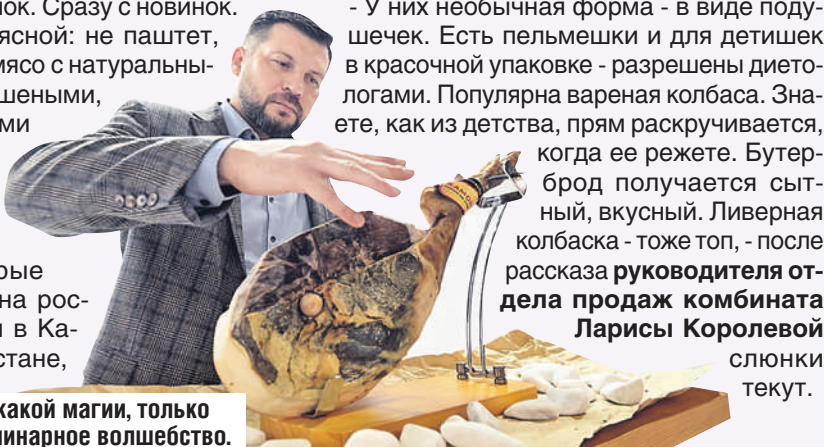 нок. Сразу с новинок.
ясной: не паштет,
мясо с натуральны-
шеными,
ми
рые
на рос-
в Ка-
стане,
какой магии, только
линарное волшебство.
- У них необычная форма - в виде поду-
шечек. Есть пельмешки и для детишек
в красочной упаковке - разрешены дието-
логами. Популярна вареная колбаса. Зна-
ете, как из детства, прям раскручивается,
когда ее режете. Бутер-
брод получается сыт-
ный, вкусный. Ливерная
колбаска - тоже топ, - после
рассказа руководителя от-
дела продаж комбината
Ларисы Королевой
слюнки
текут.